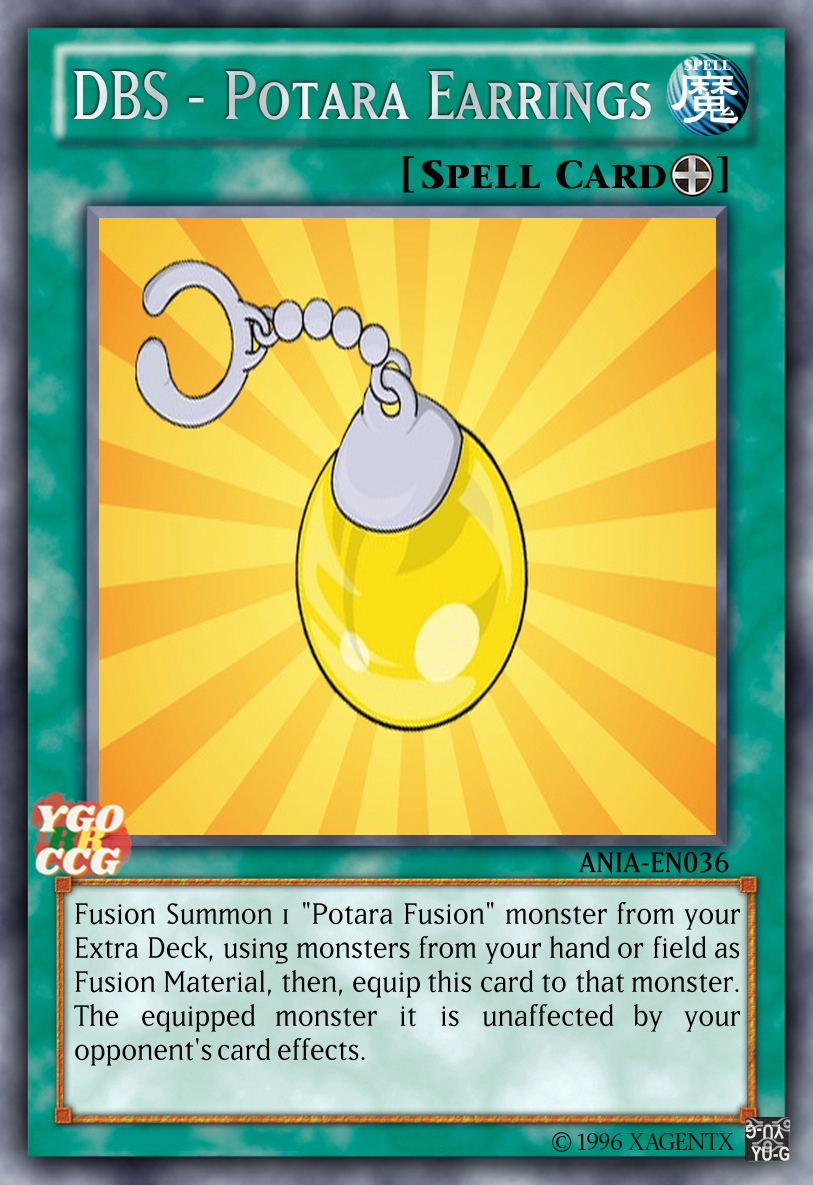 DBS - Potara Earrings
SPELL
魔
[Spell Card]
YGO
RR
CCG
ANIA-EN036
Fusion Summon 1 "Potara Fusion" monster from your
Extra Deck, using monsters from your hand or field as
Fusion Material, then, equip this card to that monster.
The equipped monster it is unaffected by your
opponent's card effects.
© 1996 XAGENTX
YU-G
YU-G